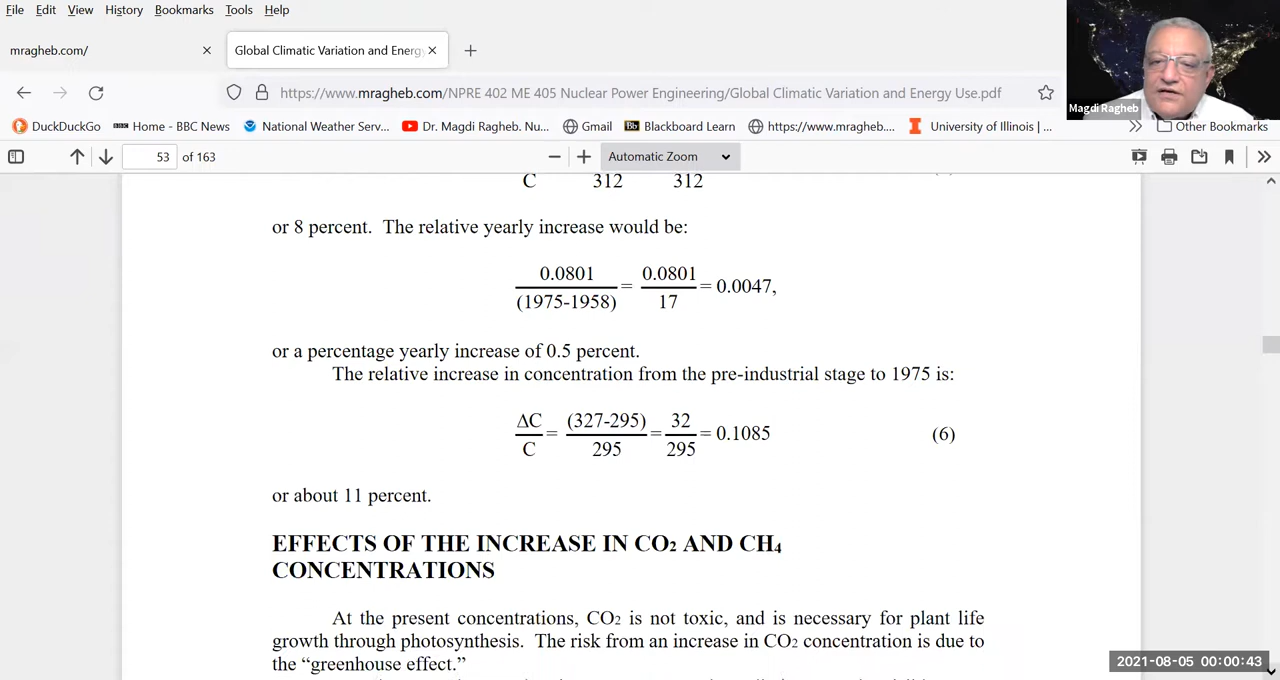 File Edit View History Bookmarks Tools Help
mragheb.com/ × Global Climatic Variation and Energy × +
https://www.mragheb.com/NPRE 402 ME 405 Nuclear Power Engineering/Global Climatic Variation and Energy Use.pdf
Magdi Ragheb
DuckDuckGo BBC Home - BBC News National Weather Serv... Dr. Magdi Ragheb. Nu... Gmail Bb Blackboard Learn https://www.mragheb.... University of Illinois |... Other Bookmarks
53 of 163 − + Automatic Zoom
C 312 312
or 8 percent. The relative yearly increase would be:
0.0801 0.0801
= = 0.0047,
(1975-1958) 17
or a percentage yearly increase of 0.5 percent.
The relative increase in concentration from the pre-industrial stage to 1975 is:
ΔC (327-295) 32
= = = 0.1085 (6)
C 295 295
or about 11 percent.
EFFECTS OF THE INCREASE IN CO₂ AND CH₄
CONCENTRATIONS
At the present concentrations, CO₂ is not toxic, and is necessary for plant life
growth through photosynthesis. The risk from an increase in CO₂ concentration is due to
the “greenhouse effect.”
2021-08-05 00:00:43